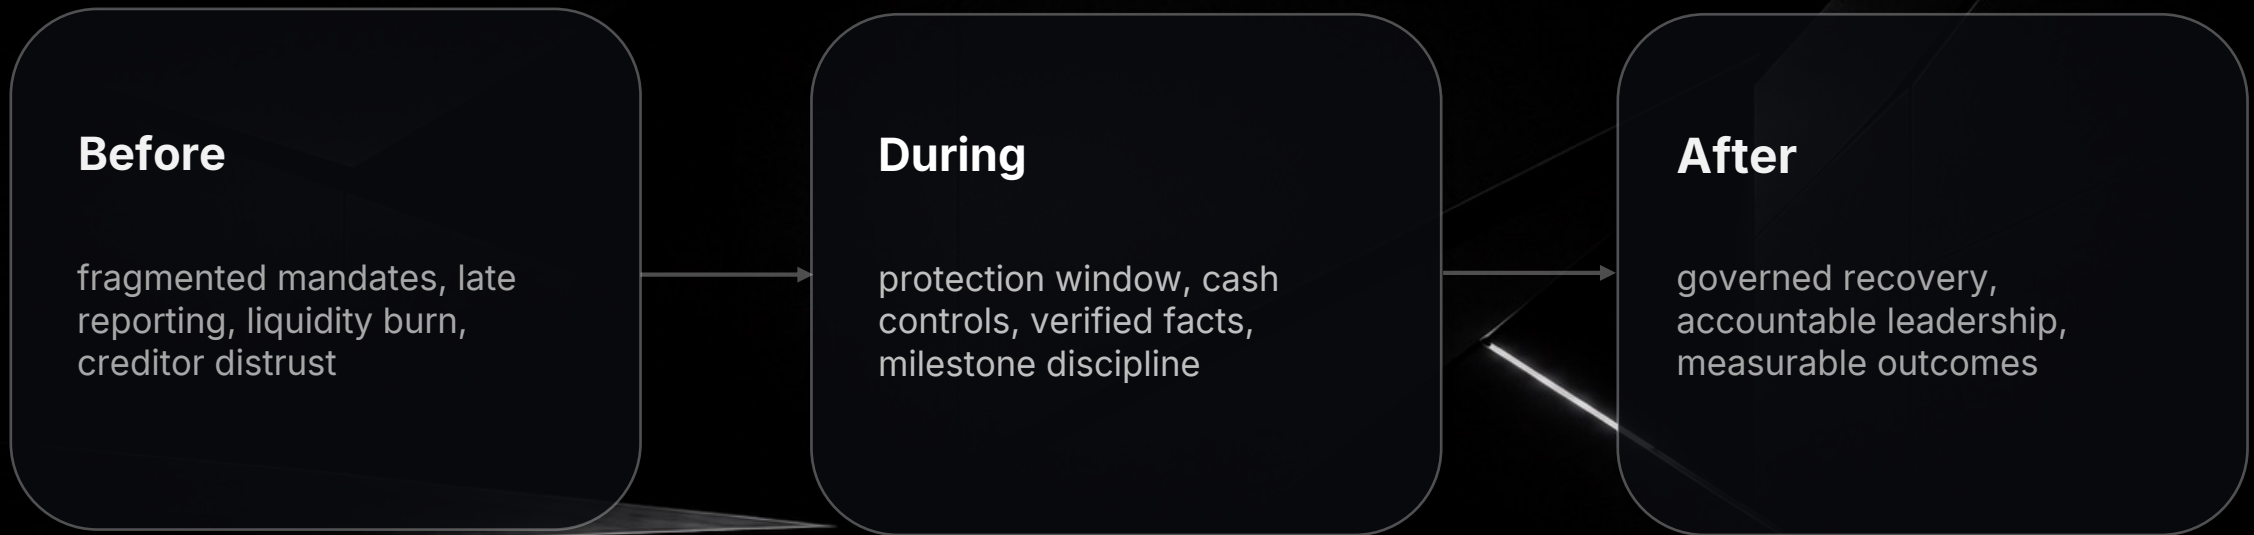 Before
fragmented mandates, late
reporting, liquidity burn,
creditor distrust
During
protection window, cash
controls, verified facts,
milestone discipline
After
governed recovery,
accountable leadership,
measurable outcomes